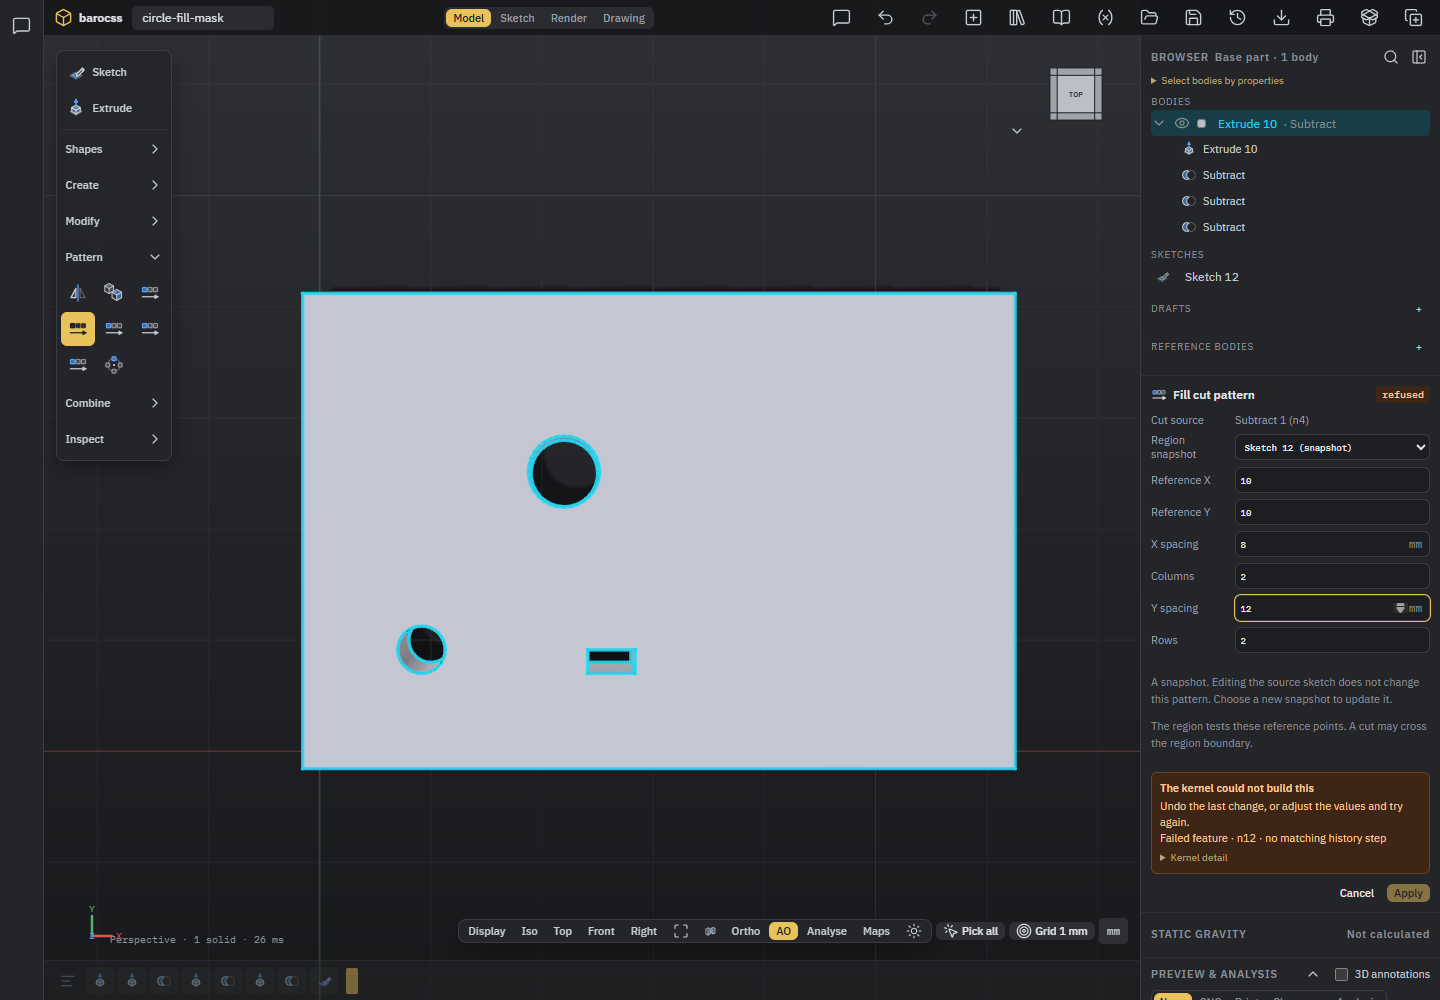 barocss
circle-fill-mask
Model
Sketch
Render
Drawing
Sketch
Extrude
Shapes
Create
Modify
Pattern
Combine
Inspect
TOP
BROWSER Base part · 1 body
Select bodies by properties
BODIES
Extrude 10 · Subtract
Extrude 10
Subtract
Subtract
Subtract
SKETCHES
Sketch 12
DRAFTS +
REFERENCE BODIES +
Fill cut pattern refused
Cut source Subtract 1 (n4)
Region snapshot Sketch 12 (snapshot)
Reference X 10
Reference Y 10
X spacing 8 mm
Columns 2
Y spacing 12 mm
Rows 2
A snapshot. Editing the source sketch does not change
this pattern. Choose a new snapshot to update it.
The region tests these reference points. A cut may cross
the region boundary.
The kernel could not build this
Undo the last change, or adjust the values and try
again.
Failed feature · n12 · no matching history step
Kernel detail
Cancel Apply
STATIC GRAVITY Not calculated
PREVIEW & ANALYSIS 3D annotations
Y
X
Z
Perspective · 1 solid · 26 ms
Display Iso Top Front Right Ortho AO Analyse Maps Pick all Grid 1 mm mm